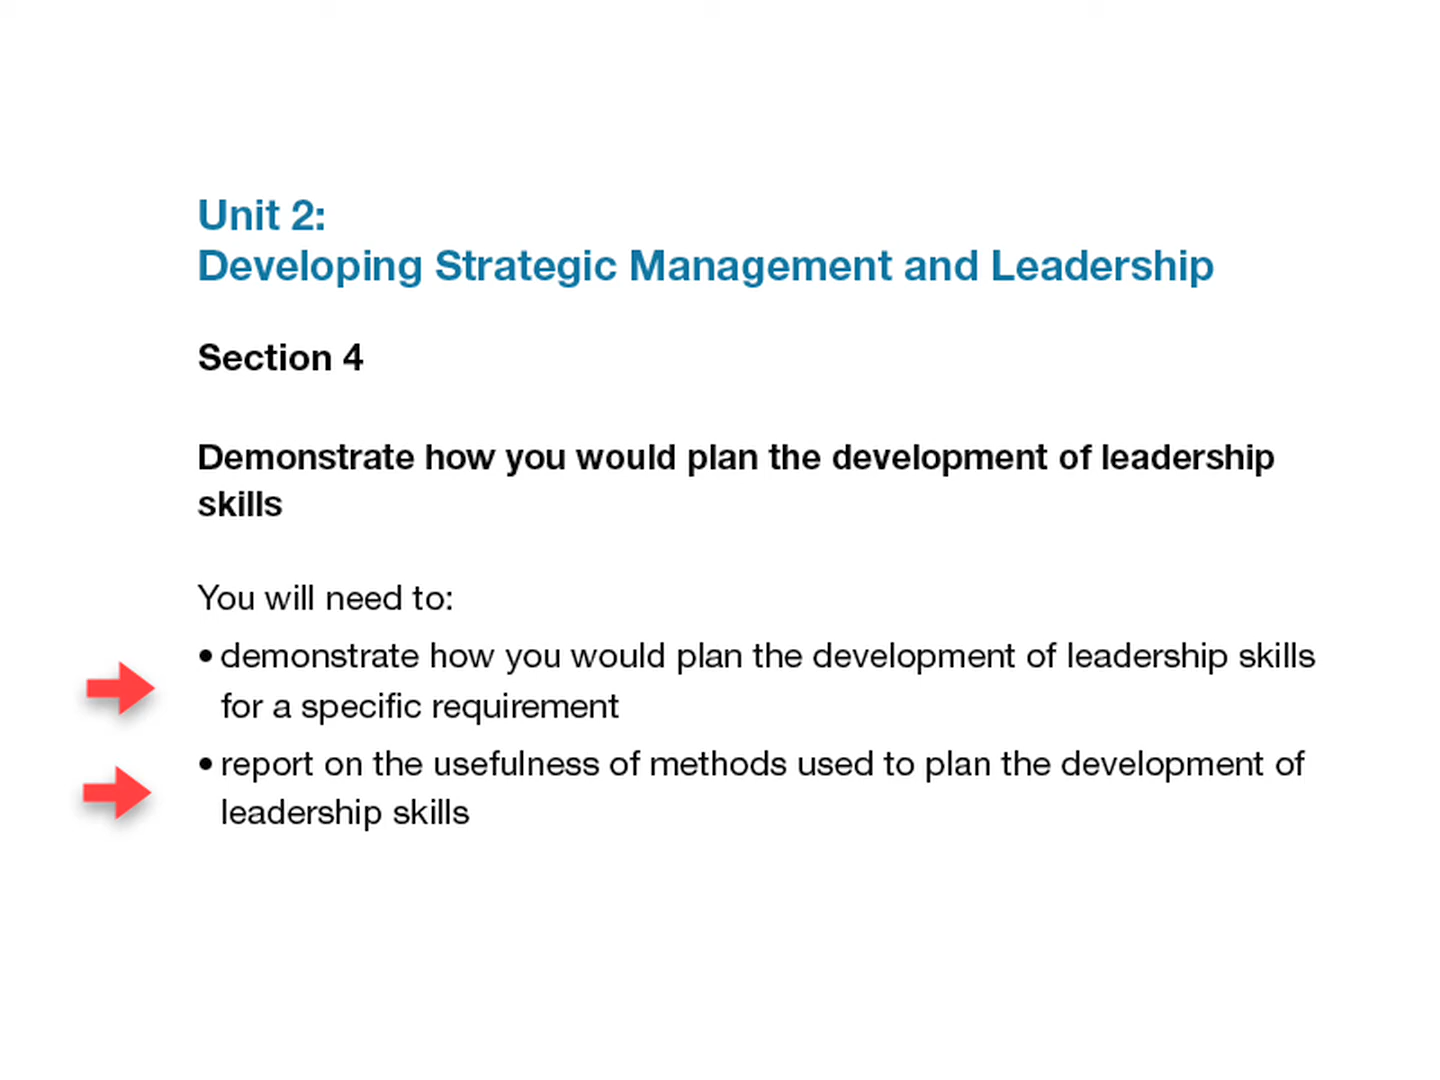 Unit 2:
Developing Strategic Management and Leadership
Section 4
Demonstrate how you would plan the development of leadership
skills
You will need to:
• demonstrate how you would plan the development of leadership skills
for a specific requirement
• report on the usefulness of methods used to plan the development of
leadership skills